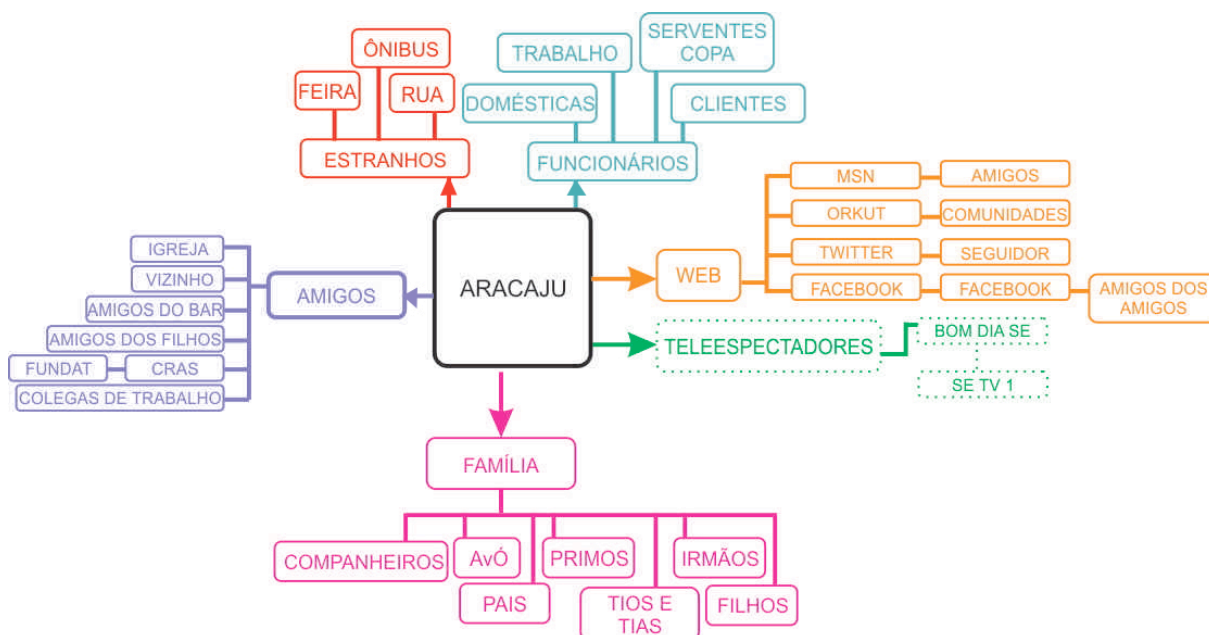 ÔNIBUS
FEIRA
RUA
ESTRANHOS
TRABALHO
SERVENTES
COPA
DOMÉSTICAS
CLIENTES
FUNCIONÁRIOS
ARACAJU
WEB
MSN
AMIGOS
ORKUT
COMUNIDADES
TWITTER
SEGUIDOR
FACEBOOK
FACEBOOK
AMIGOS DOS
AMIGOS
TELEESPECTADORES
BOM DIA SE
SE TV 1
AMIGOS
IGREJA
VIZINHO
AMIGOS DO BAR
AMIGOS DOS FILHOS
FUNDAT
CRAS
COLEGAS DE TRABALHO
FAMÍLIA
COMPANHEIROS
AvÓ
PAIS
PRIMOS
TIOS E
TIAS
IRMÃOS
FILHOS